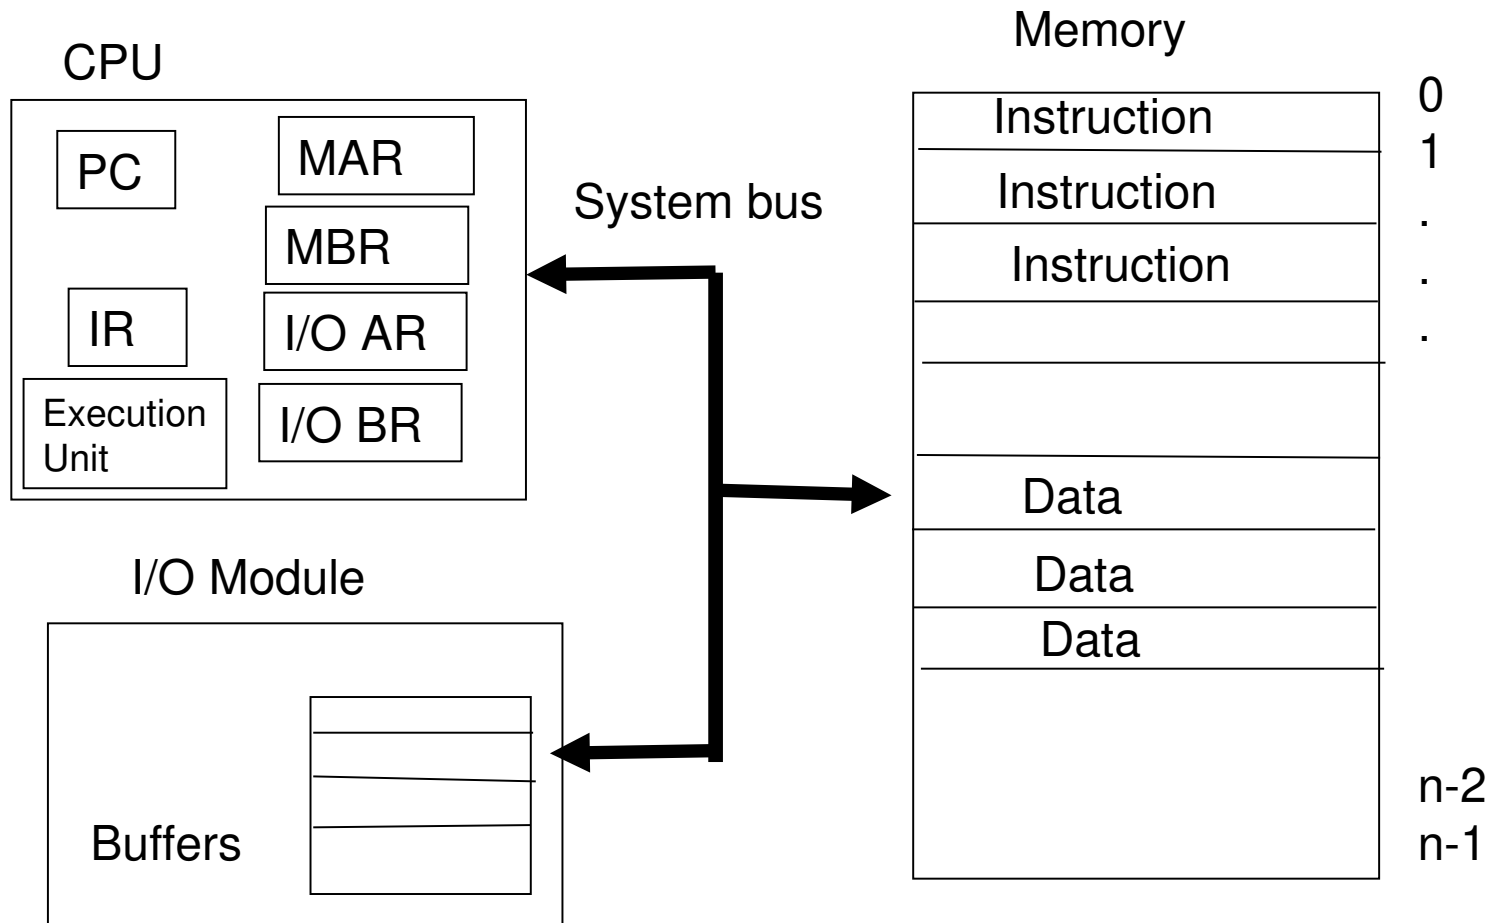 CPU
PC
MAR
MBR
IR
I/O AR
Execution
Unit
I/O BR
System bus
I/O Module
Buffers
Memory
Instruction
0
1
Instruction
.
Instruction
.
.
Data
Data
Data
n-2
n-1